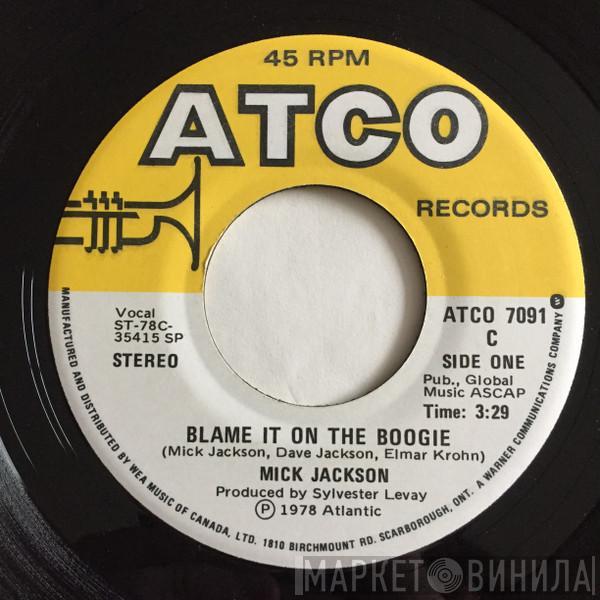 45 RPM
ATCO
RECORDS
Vocal
ST-78C-
35415 SP
STEREO
ATCO 7091
C
SIDE ONE
Pub., Global
Music ASCAP
Time: 3:29
BLAME IT ON THE BOOGIE
(Mick Jackson, Dave Jackson, Elmar Krohn)
MICK JACKSON
Produced by Sylvester Levay
Ⓟ 1978 Atlantic
MANUFACTURED AND DISTRIBUTED BY WEA MUSIC OF CANADA, LTD. 1810 BIRCHMOUNT RD. SCARBOROUGH, ONT. A WARNER COMMUNICATIONS COMPANY
МАРКЕТ ВИНИЛА